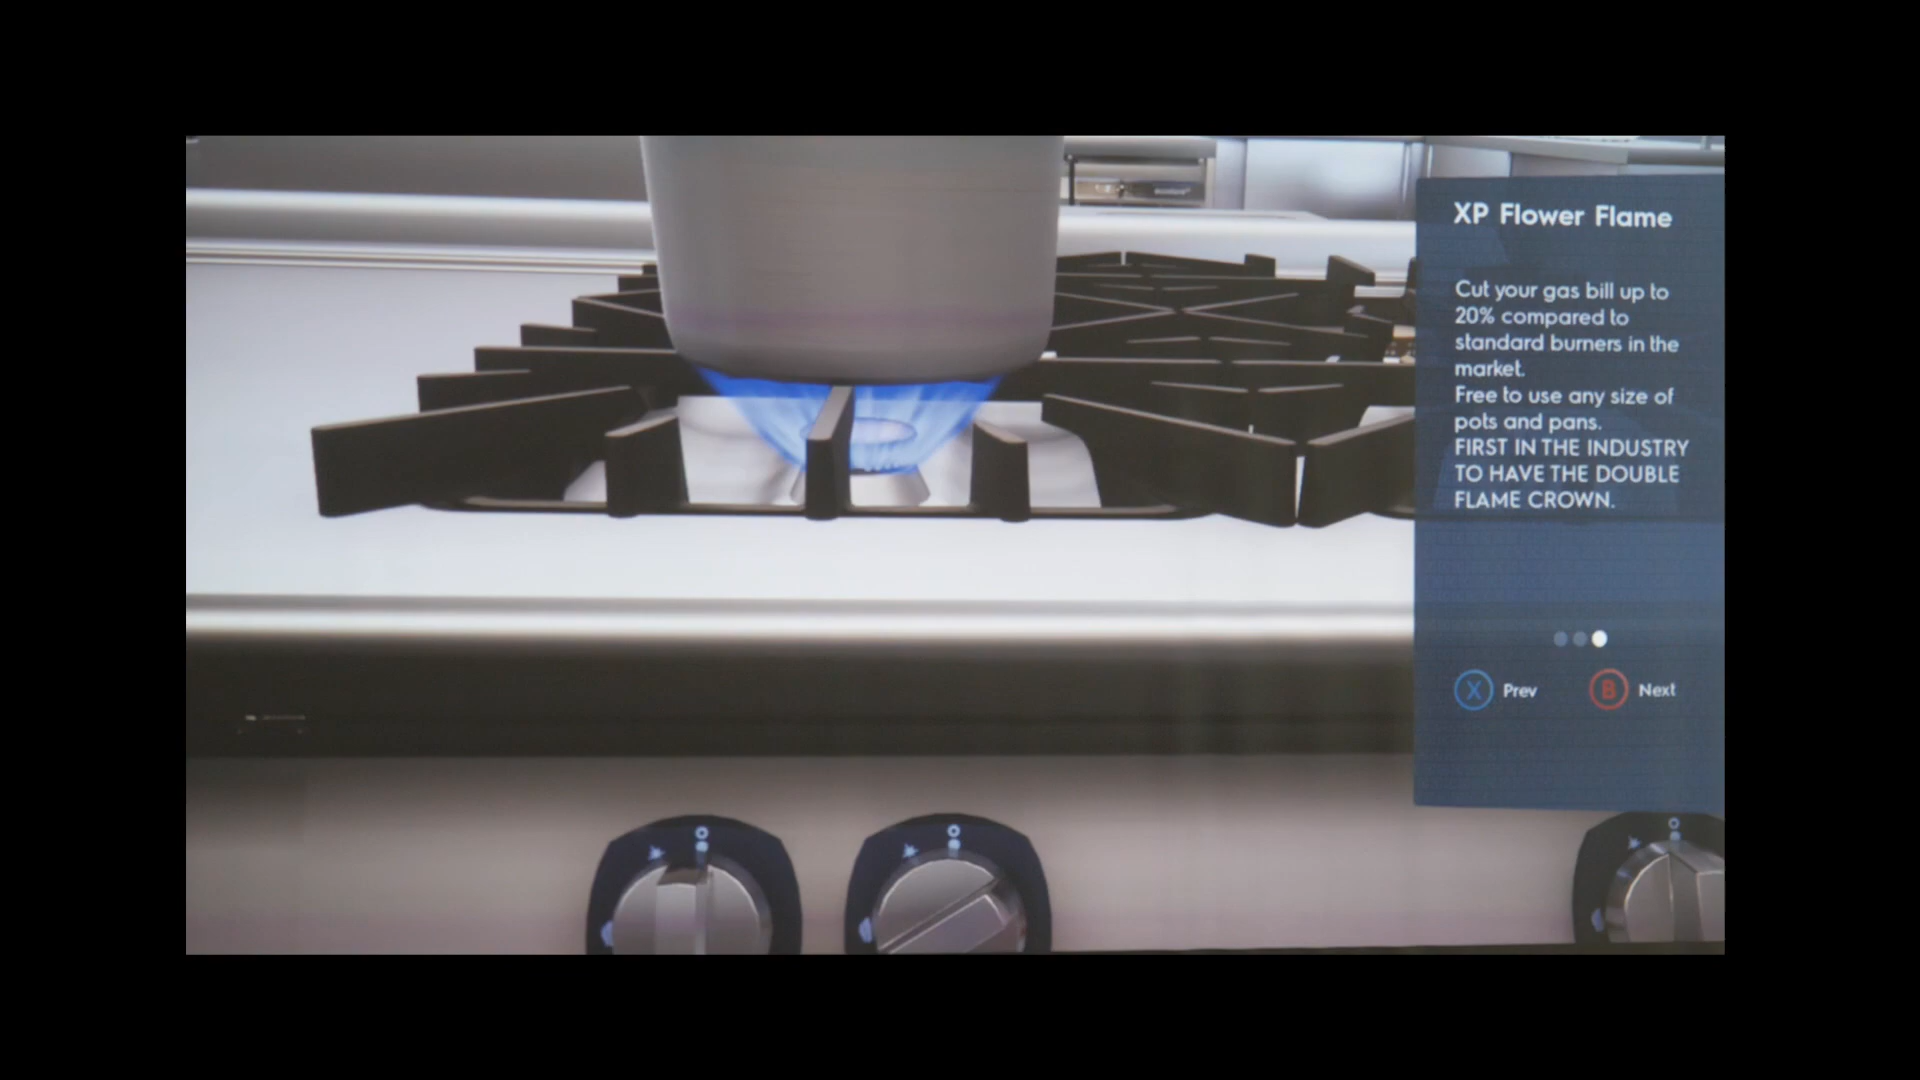 XP Flower Flame
Cut your gas bill up to
20% compared to
standard burners in the
market.
Free to use any size of
pots and pans.
FIRST IN THE INDUSTRY
TO HAVE THE DOUBLE
FLAME CROWN.
X Prev
B Next